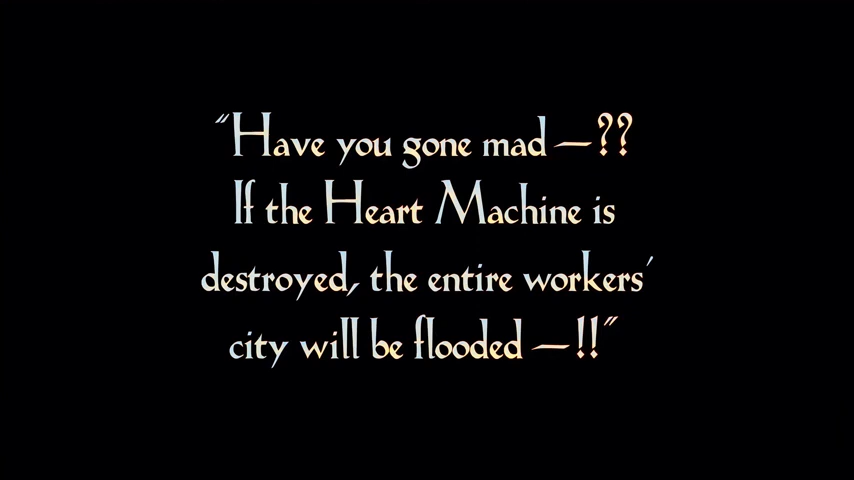 "Have you gone mad —??
If the Heart Machine is
destroyed, the entire workers'
city will be flooded —!!"